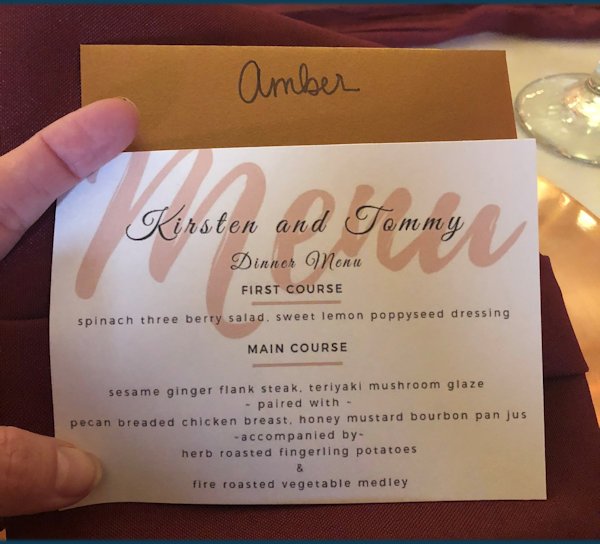 Amber
Menu
Kirsten and Tommy
Dinner Menu
FIRST COURSE
spinach three berry salad, sweet lemon poppyseed dressing
MAIN COURSE
sesame ginger flank steak, teriyaki mushroom glaze
- paired with -
pecan breaded chicken breast, honey mustard bourbon pan jus
-accompanied by-
herb roasted fingerling potatoes
&
fire roasted vegetable medley